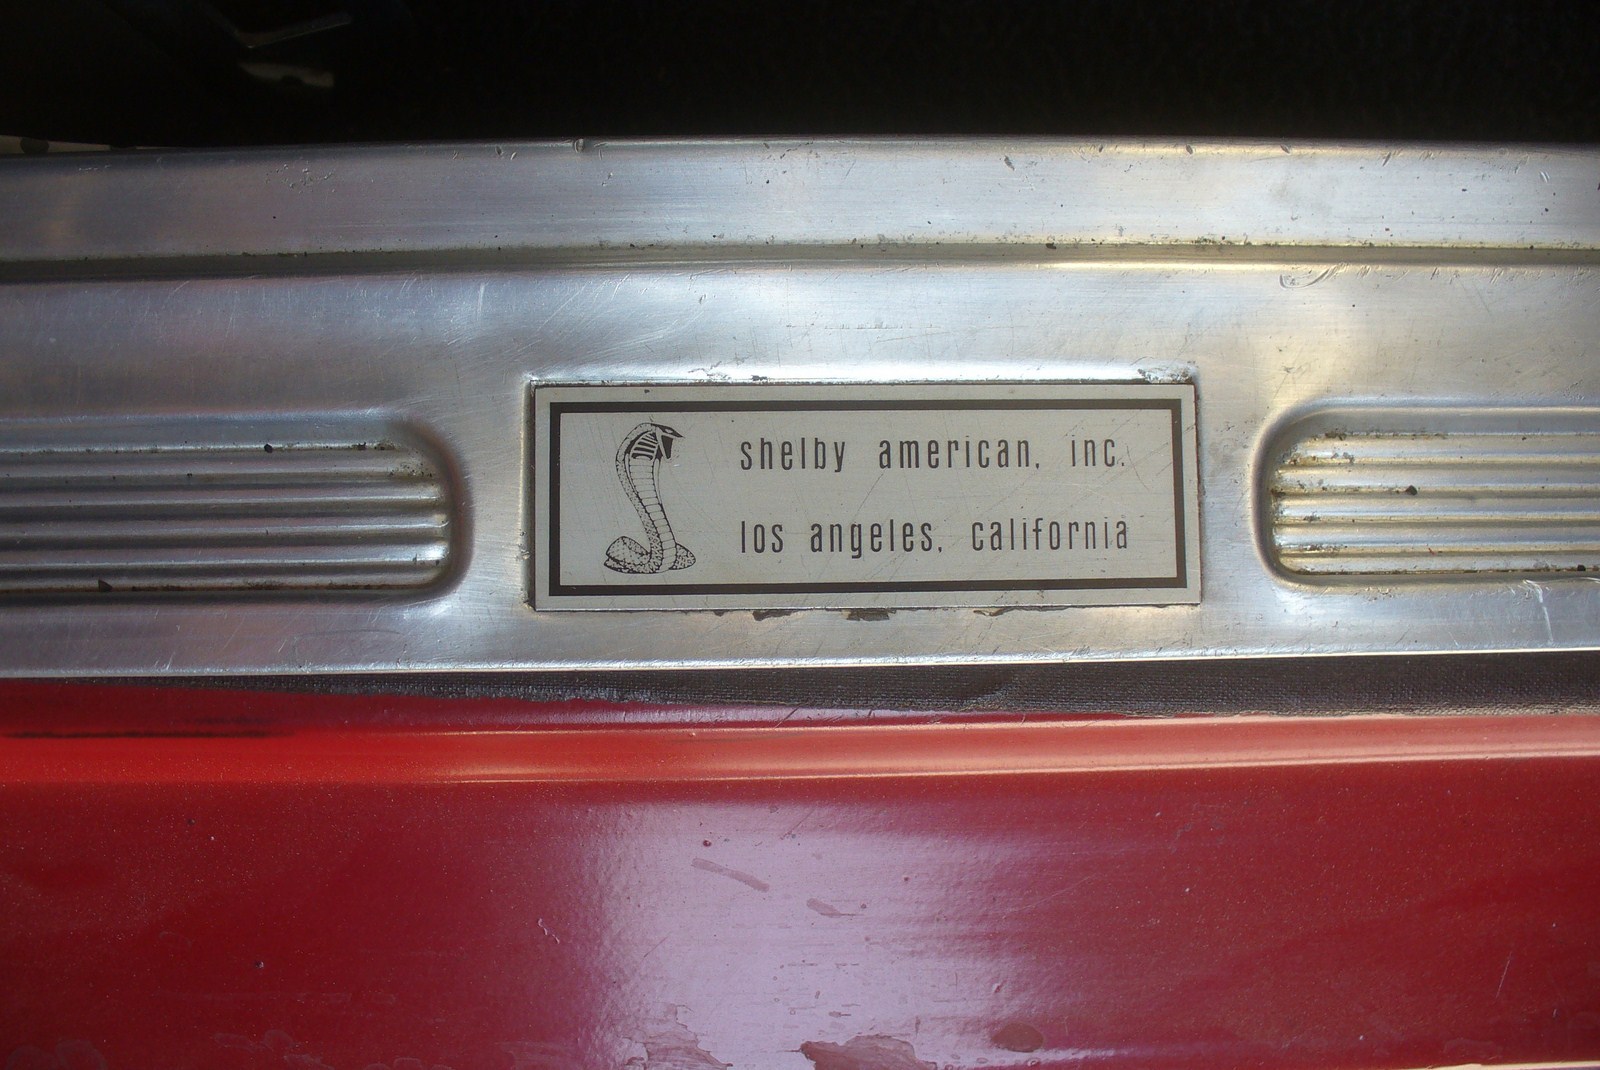 shelby american, inc.
los angeles, california